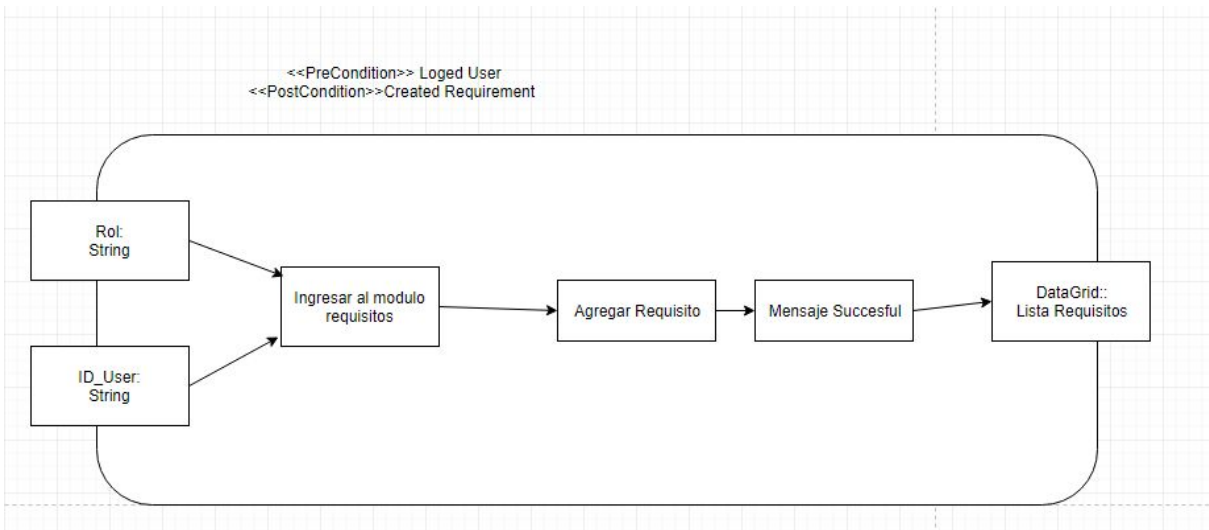 <<PreCondition>> Loged User
<<PostCondition>>Created Requirement
Rol:
String
ID_User:
String
Ingresar al modulo
requisitos
Agregar Requisito
Mensaje Succesful
DataGrid::
Lista Requisitos